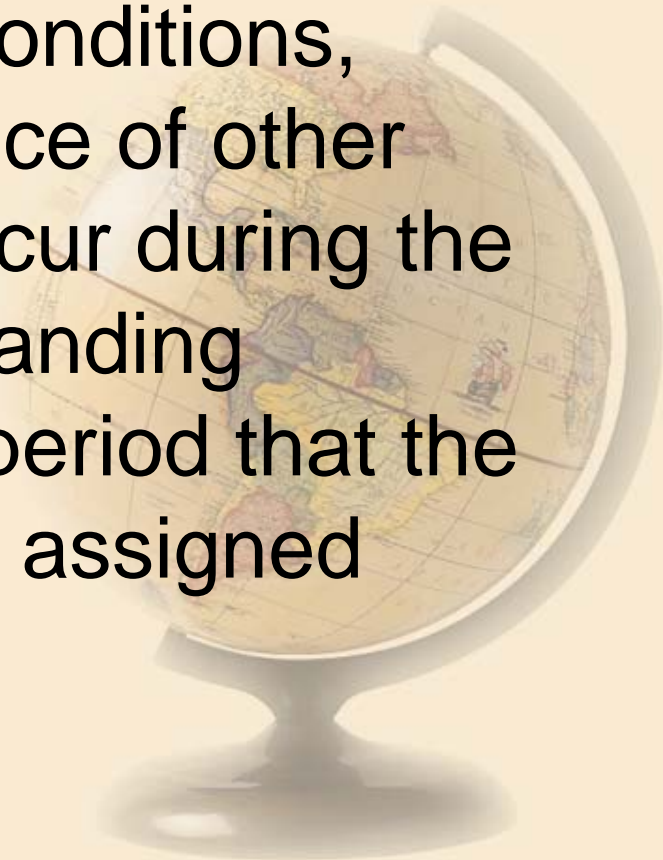 onditions,
ce of other
cur during the
anding
period that the
assigned